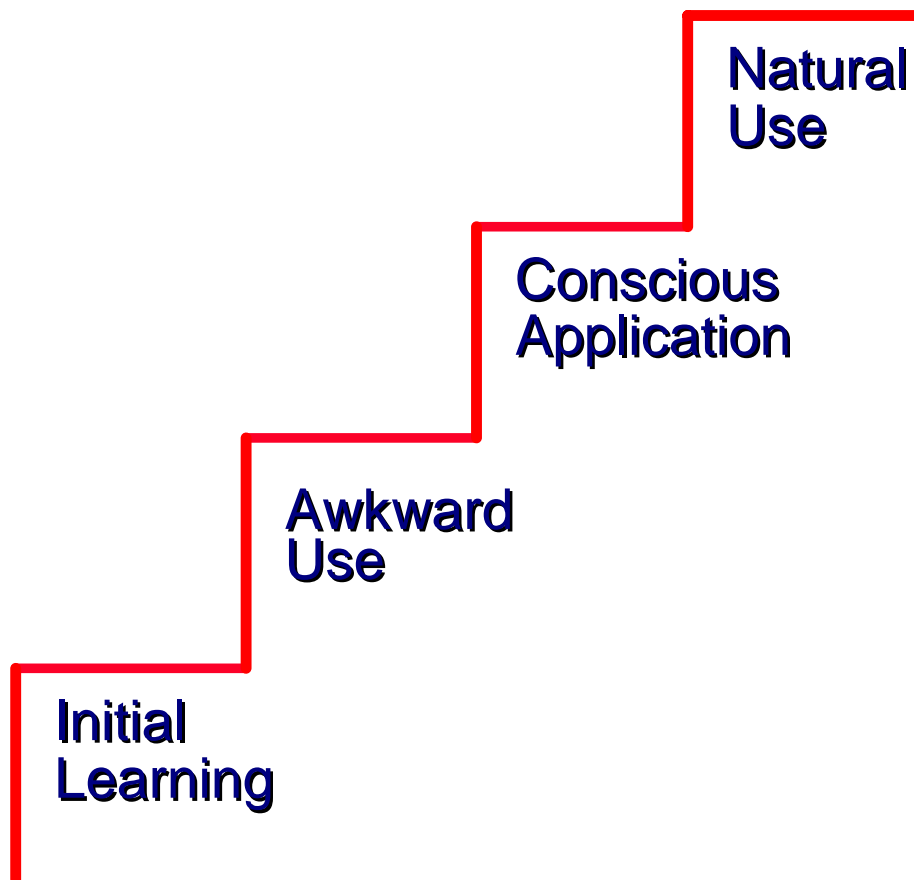 Natural
Use
Conscious
Application
Awkward
Use
Initial
Learning